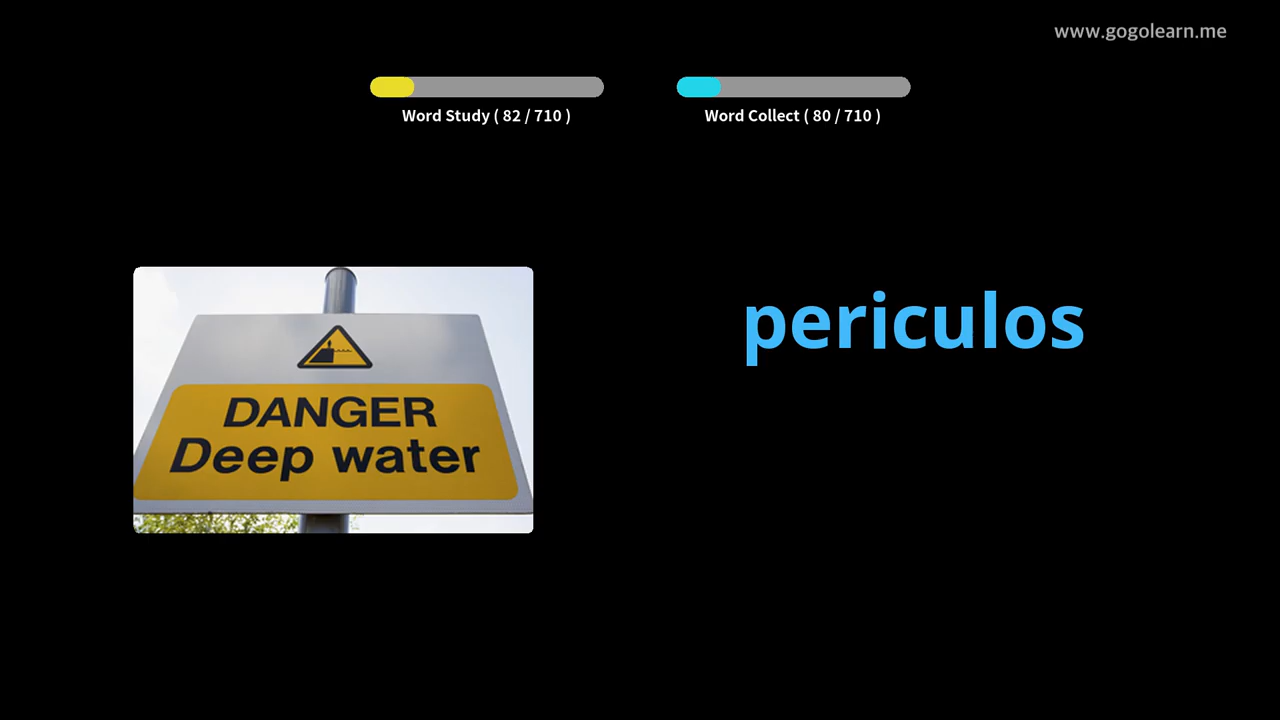 www.gogolearn.me
Word Study ( 82 / 710 )
Word Collect ( 80 / 710 )
DANGER
Deep water
periculos